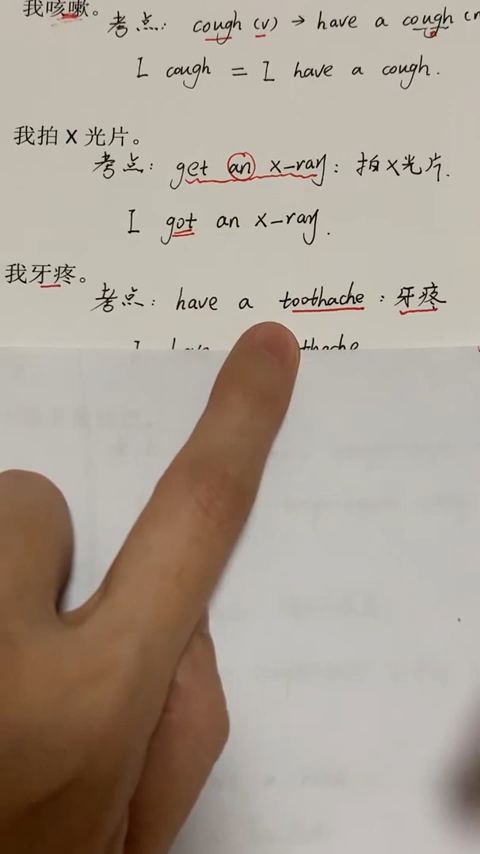 我咳嗽。 考点： cough (v) → have a cough (n
I cough = I have a cough.
我拍 X 光片。
考点： get an x-ray： 拍X光片.
I got an x-ray.
我牙疼。
考点： have a toothache： 牙疼
I have